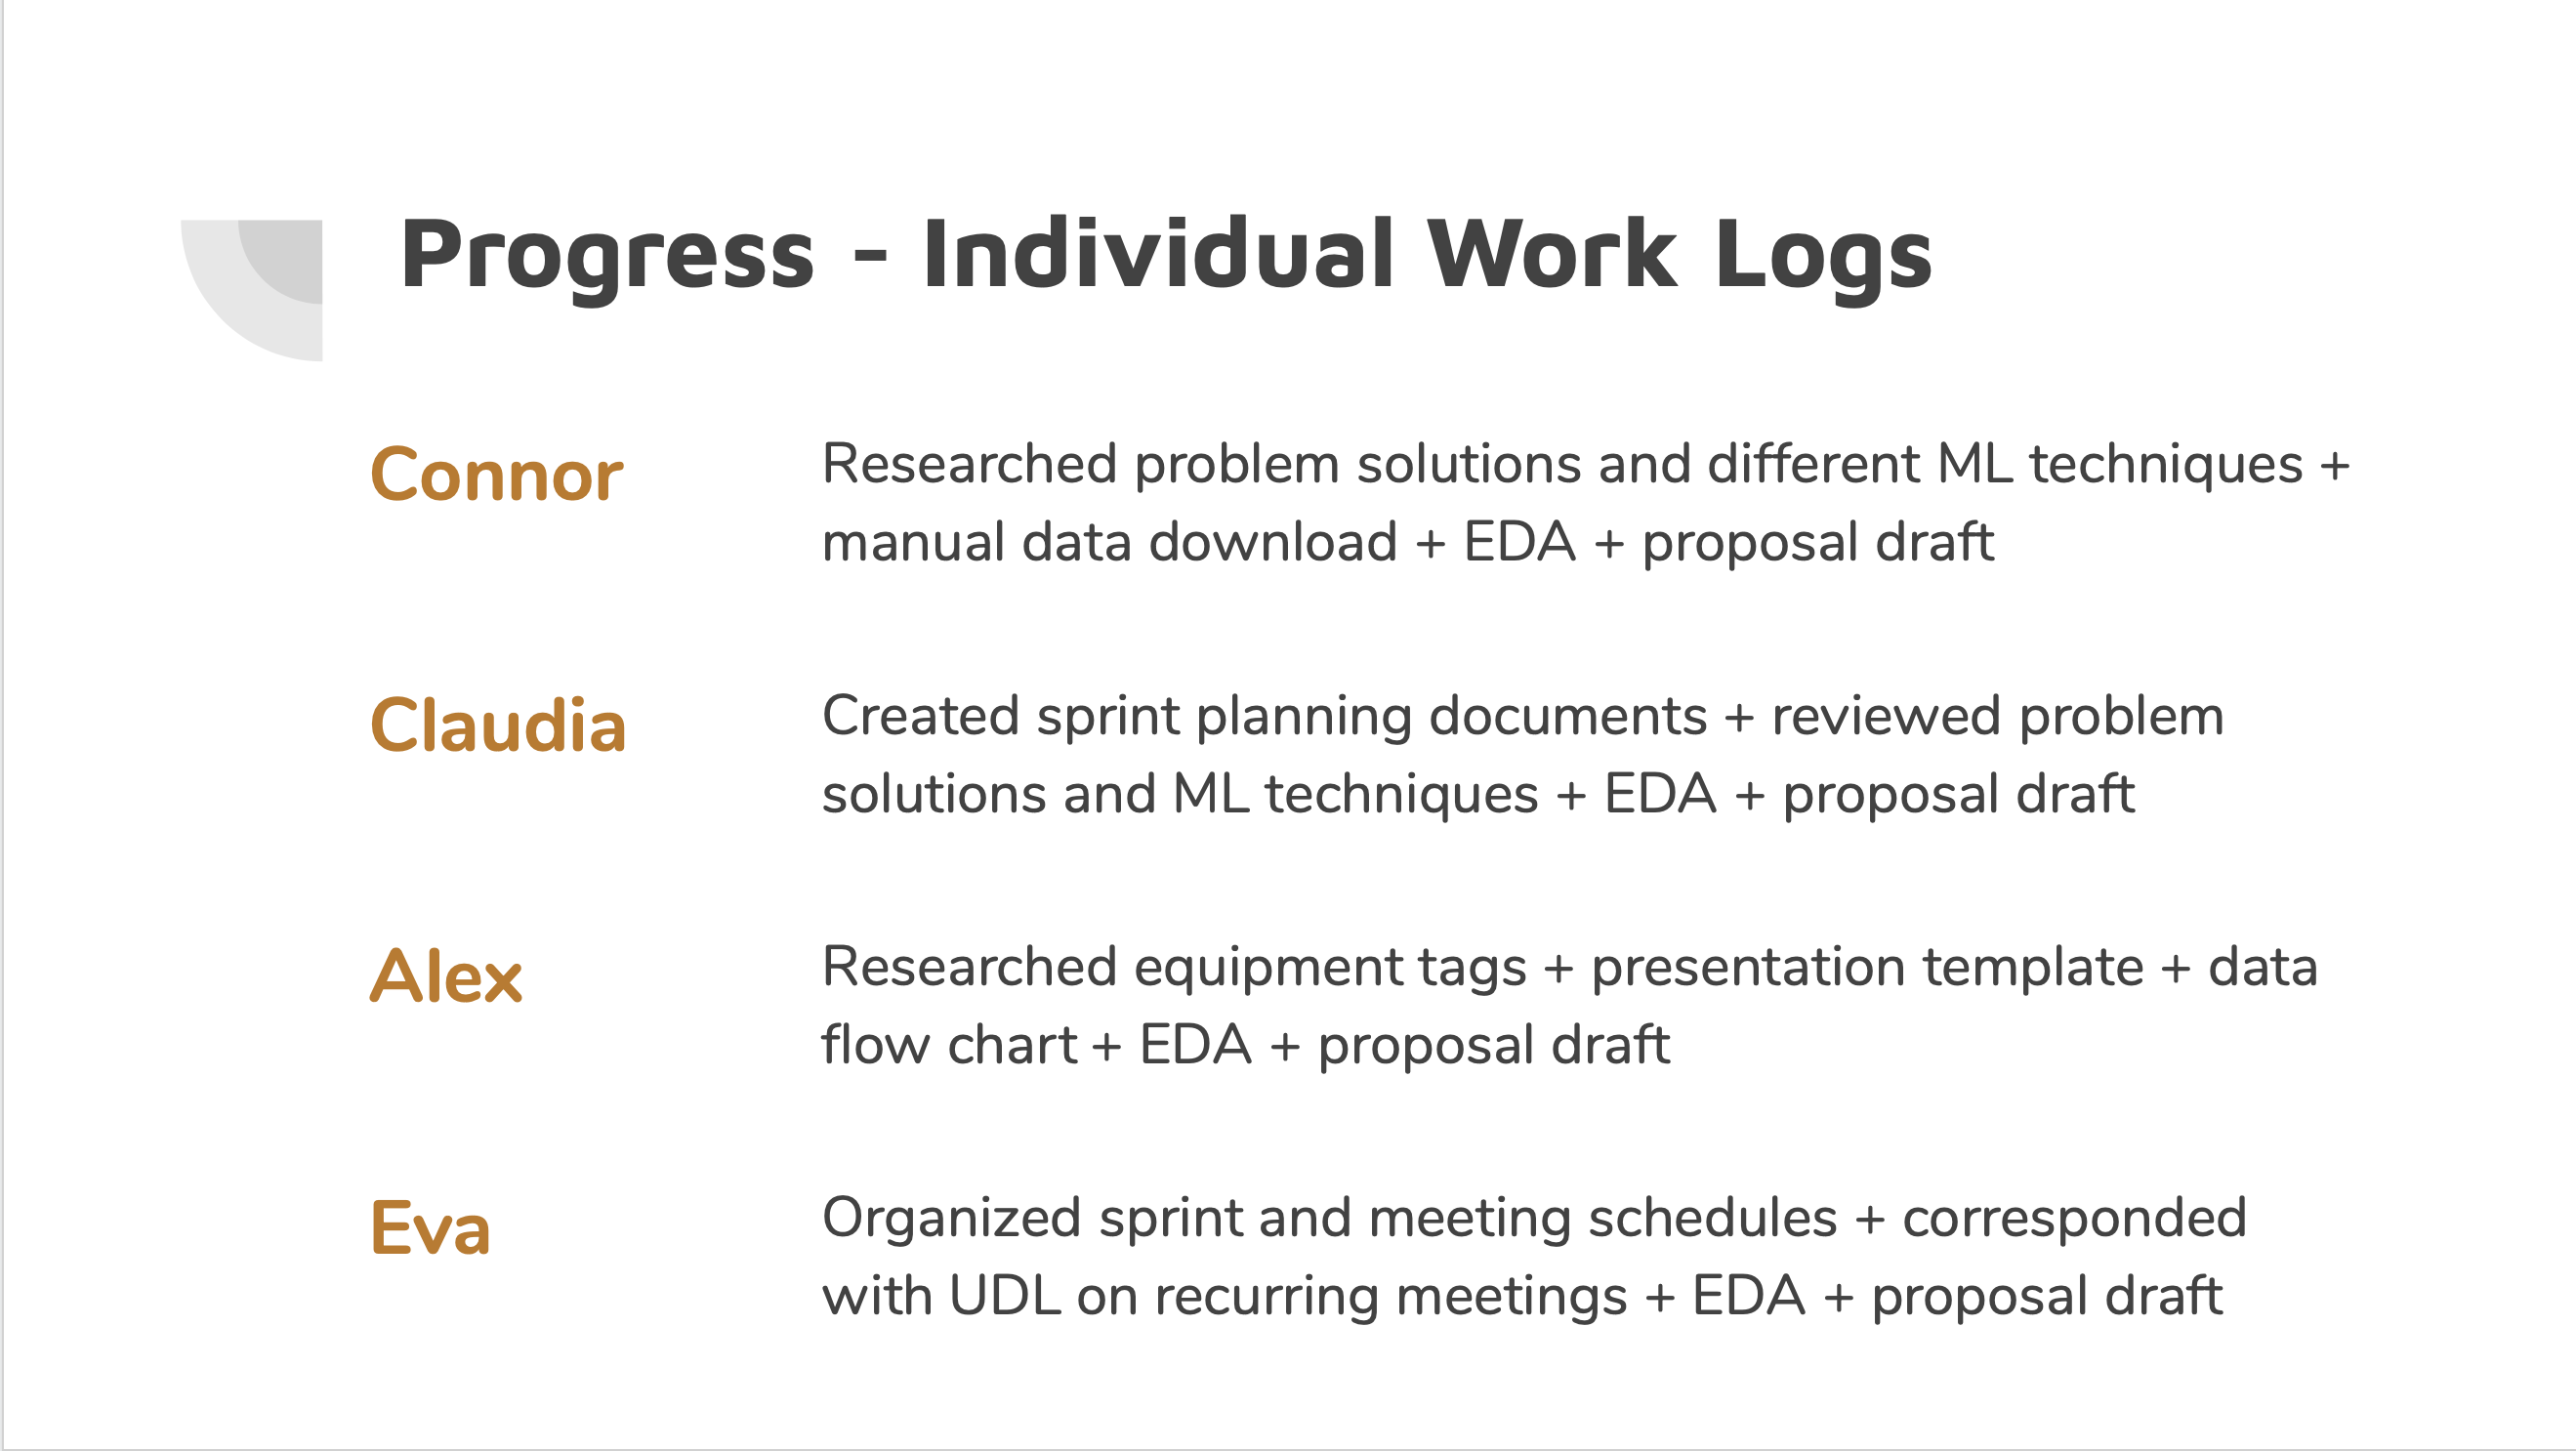 Progress - Individual Work Logs
Connor
Researched problem solutions and different ML techniques +
manual data download + EDA + proposal draft
Claudia
Created sprint planning documents + reviewed problem
solutions and ML techniques + EDA + proposal draft
Alex
Researched equipment tags + presentation template + data
flow chart + EDA + proposal draft
Eva
Organized sprint and meeting schedules + corresponded
with UDL on recurring meetings + EDA + proposal draft